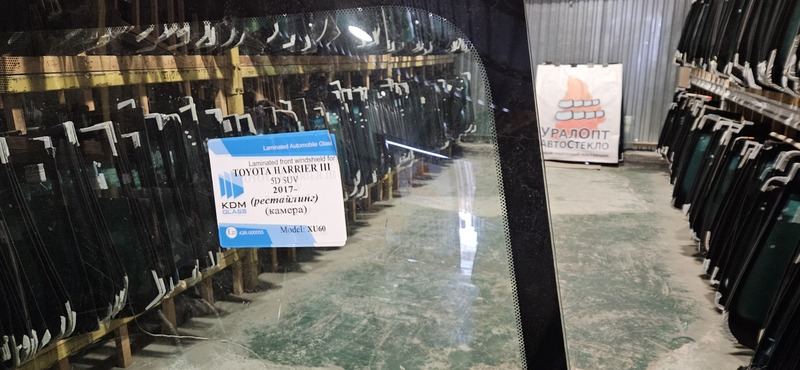 Laminated Automobile Glass
Laminated front windshield for
TOYOTA HARRIER III
5D SUV
2017-
(рестайлинг)
(камера)
KDM
GLASS
Model: XU60
УРАЛОПТ
АВТОСТЕКЛО